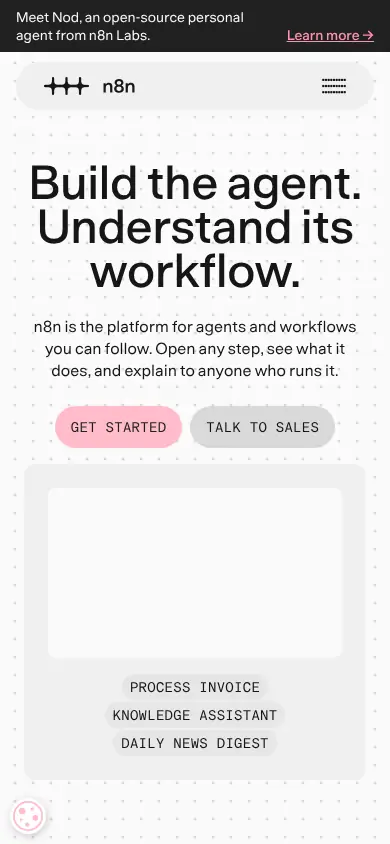 Meet Nod, an open-source personal
agent from n8n Labs.
Learn more →
n8n
Build the agent.
Understand its
workflow.
n8n is the platform for agents and workflows
you can follow. Open any step, see what it
does, and explain to anyone who runs it.
GET STARTED
TALK TO SALES
PROCESS INVOICE
KNOWLEDGE ASSISTANT
DAILY NEWS DIGEST